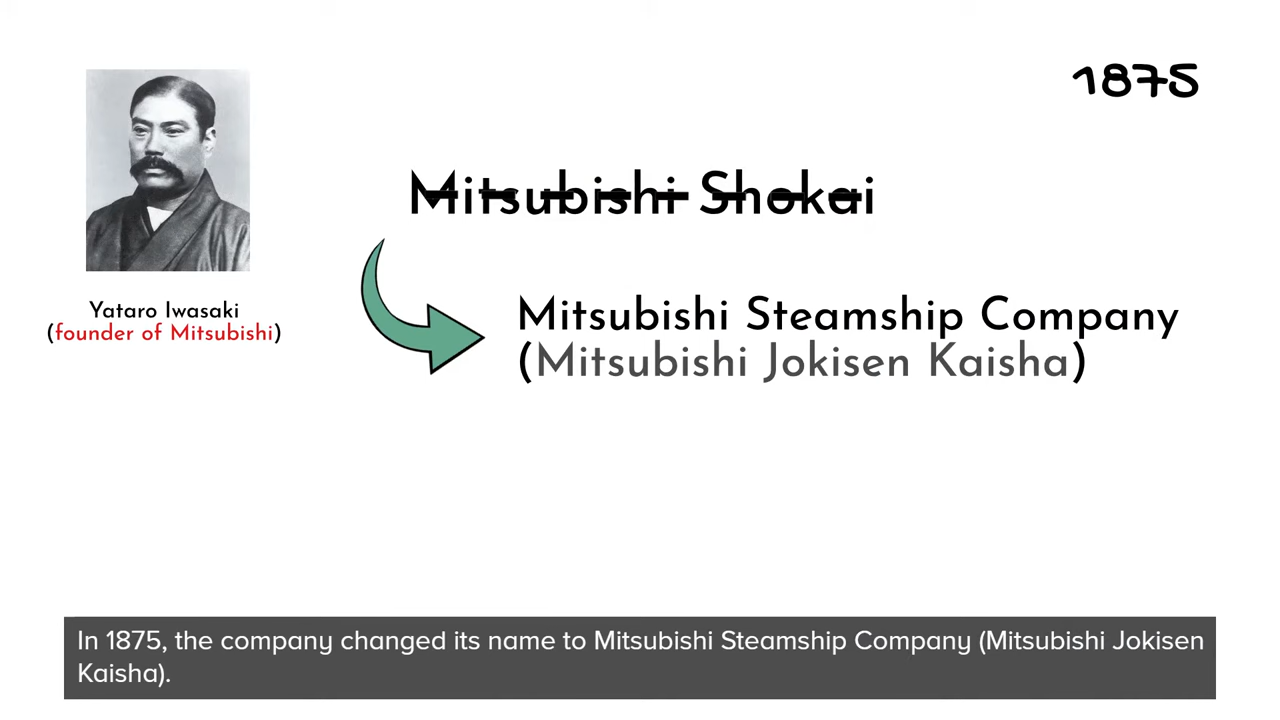 1875
Mitsubishi Shokai
Yataro Iwasaki
(founder of Mitsubishi)
Mitsubishi Steamship Company
(Mitsubishi Jokisen Kaisha)
In 1875, the company changed its name to Mitsubishi Steamship Company (Mitsubishi Jokisen
Kaisha).